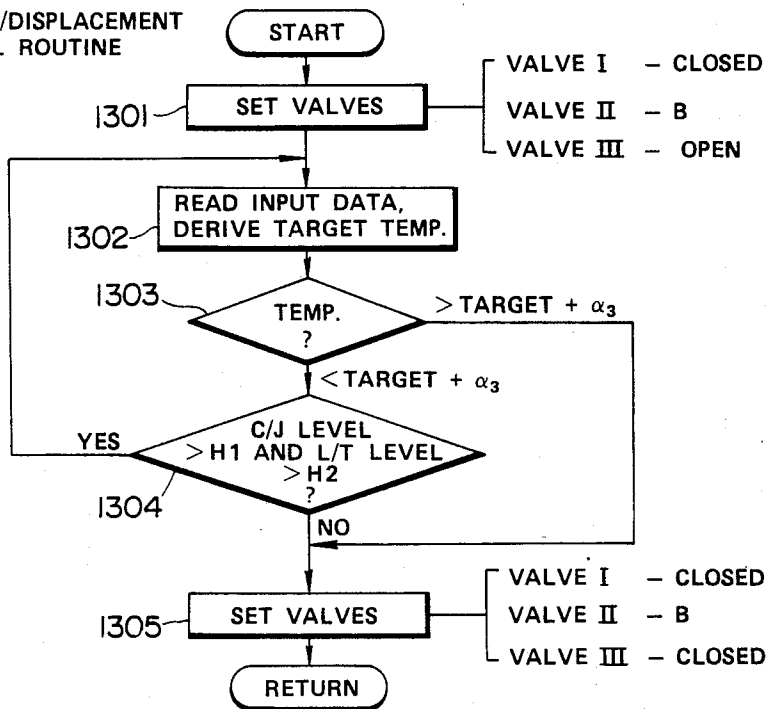 /DISPLACEMENT
ROUTINE
START
1301
SET VALVES
VALVE I – CLOSED
VALVE II – B
VALVE III – OPEN
1302
READ INPUT DATA,
DERIVE TARGET TEMP.
1303
TEMP.
?
>TARGET + α3
<TARGET + α3
YES
C/J LEVEL
>H1 AND L/T LEVEL
>H2
?
1304
NO
1305
SET VALVES
VALVE I – CLOSED
VALVE II – B
VALVE III – CLOSED
RETURN